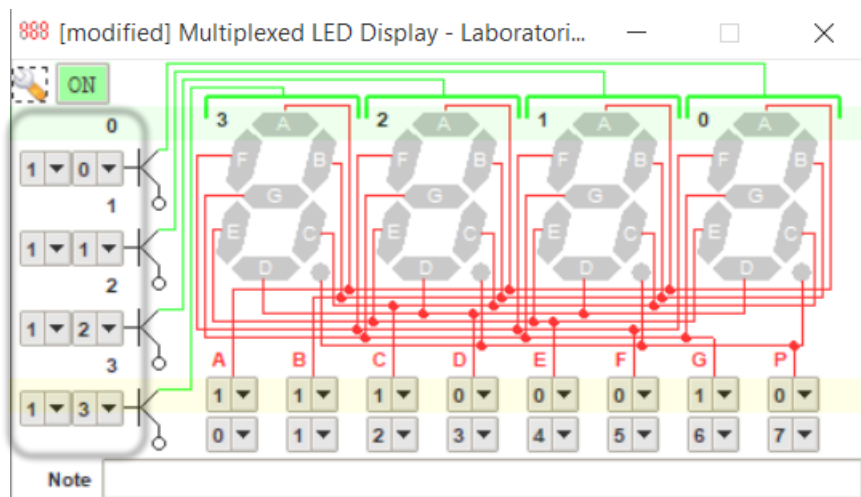 888 [modified] Multiplexed LED Display - Laboratori...
ON
0
1 0
1
1 1
2
1 2
3
1 3
3 2 1 0
A A A A
F B F B F B F B
G G G G
E C E C E C E C
D D D D
A B C D E F G P
1 1 1 0 0 0 1 0
0 1 2 3 4 5 6 7
Note